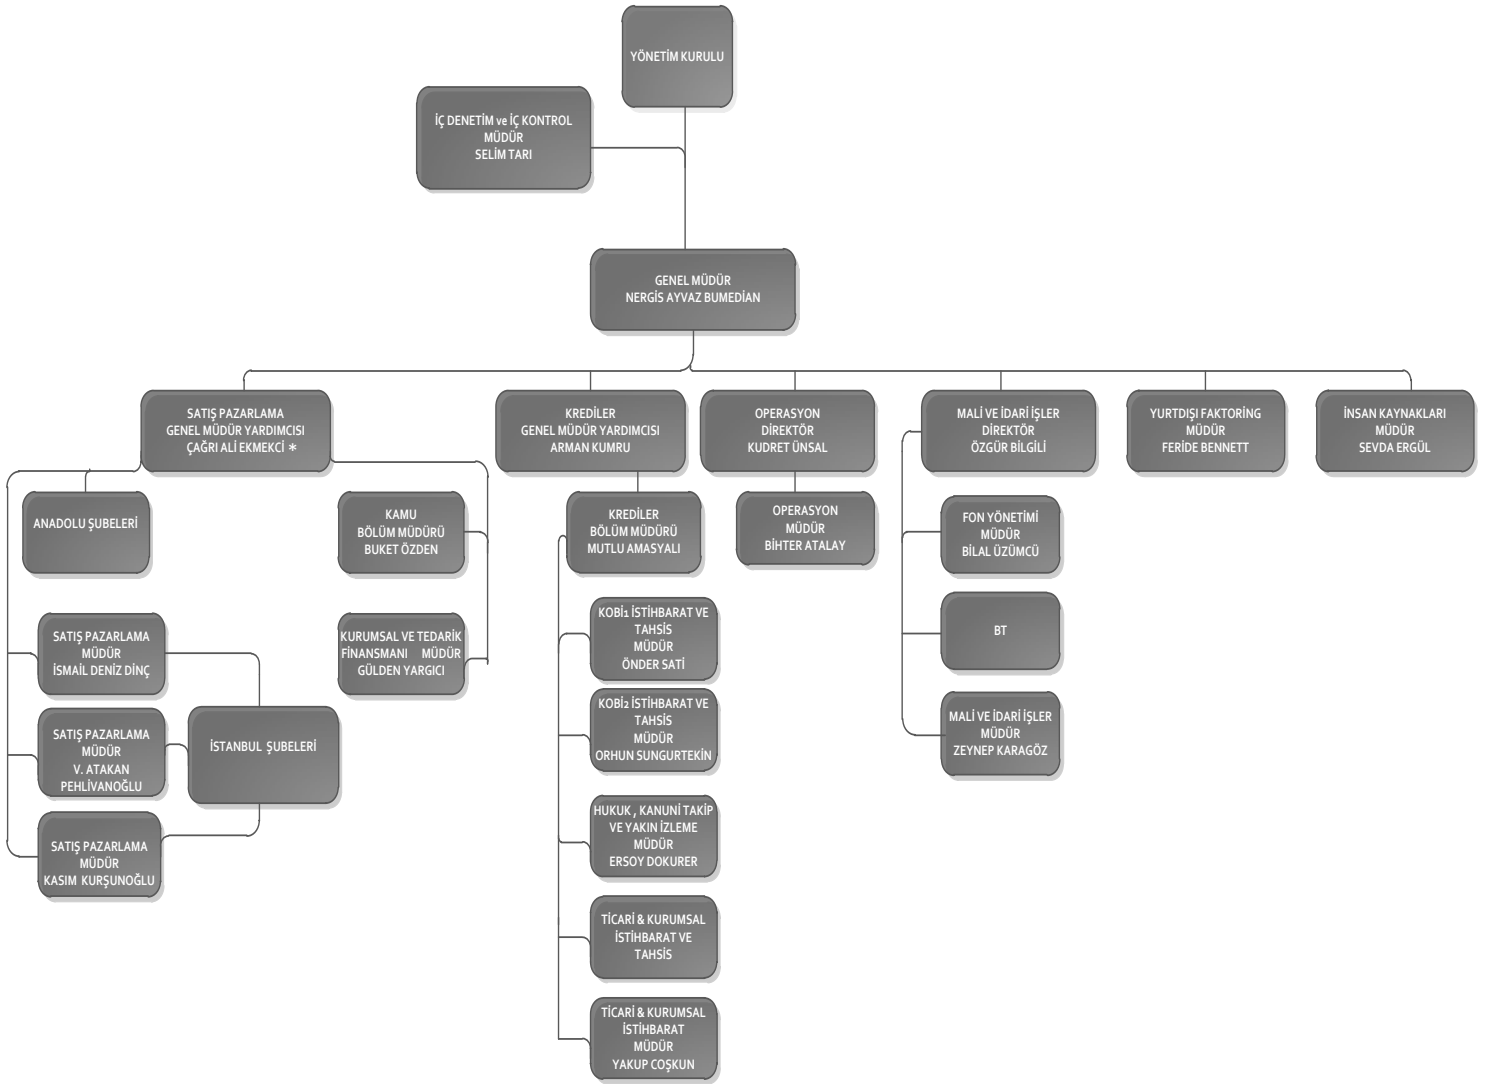 YÖNETİM KURULU
İÇ DENETİM ve İÇ KONTROL
MÜDÜR
SELİM TARI
GENEL MÜDÜR
NERGİS AYVAZ BUMEDİAN
SATIŞ PAZARLAMA
GENEL MÜDÜR YARDIMCISI
ÇAĞRI ALİ EKMEKCİ *
KREDİLER
GENEL MÜDÜR YARDIMCISI
ARMAN KUMRU
OPERASYON
DİREKTÖR
KUDRET ÜNSAL
MALİ VE İDARİ İŞLER
DİREKTÖR
ÖZGÜR BİLGİLİ
YURTDIŞI FAKTORİNG
MÜDÜR
FERİDE BENNETT
İNSAN KAYNAKLARI
MÜDÜR
SEVDA ERGÜL
ANADOLU ŞUBELERİ
KAMU
BÖLÜM MÜDÜRÜ
BUKET ÖZDEN
KREDİLER
BÖLÜM MÜDÜRÜ
MUTLU AMASYALI
OPERASYON
MÜDÜR
BİHTER ATALAY
FON YÖNETİMİ
MÜDÜR
BİLAL ÜZÜMCÜ
SATIŞ PAZARLAMA
MÜDÜR
İSMAİL DENİZ DİNÇ
KURUMSAL VE TEDARİK
FİNANSMANI MÜDÜR
GÜLDEN YARGICI
KOBİ1 İSTİHBARAT VE
TAHSİS
MÜDÜR
ÖNDER SATİ
BT
SATIŞ PAZARLAMA
MÜDÜR
V. ATAKAN
PEHLİVANOĞLU
İSTANBUL ŞUBELERİ
KOBİ2 İSTİHBARAT VE
TAHSİS
MÜDÜR
ORHUN SUNGURTEKİN
MALİ VE İDARİ İŞLER
MÜDÜR
ZEYNEP KARAGÖZ
SATIŞ PAZARLAMA
MÜDÜR
KASIM KURŞUNOĞLU
HUKUK , KANUNİ TAKİP
VE YAKIN İZLEME
MÜDÜR
ERSOY DOKURER
TİCARİ & KURUMSAL
İSTİHBARAT VE
TAHSİS
TİCARİ & KURUMSAL
İSTİHBARAT
MÜDÜR
YAKUP COŞKUN